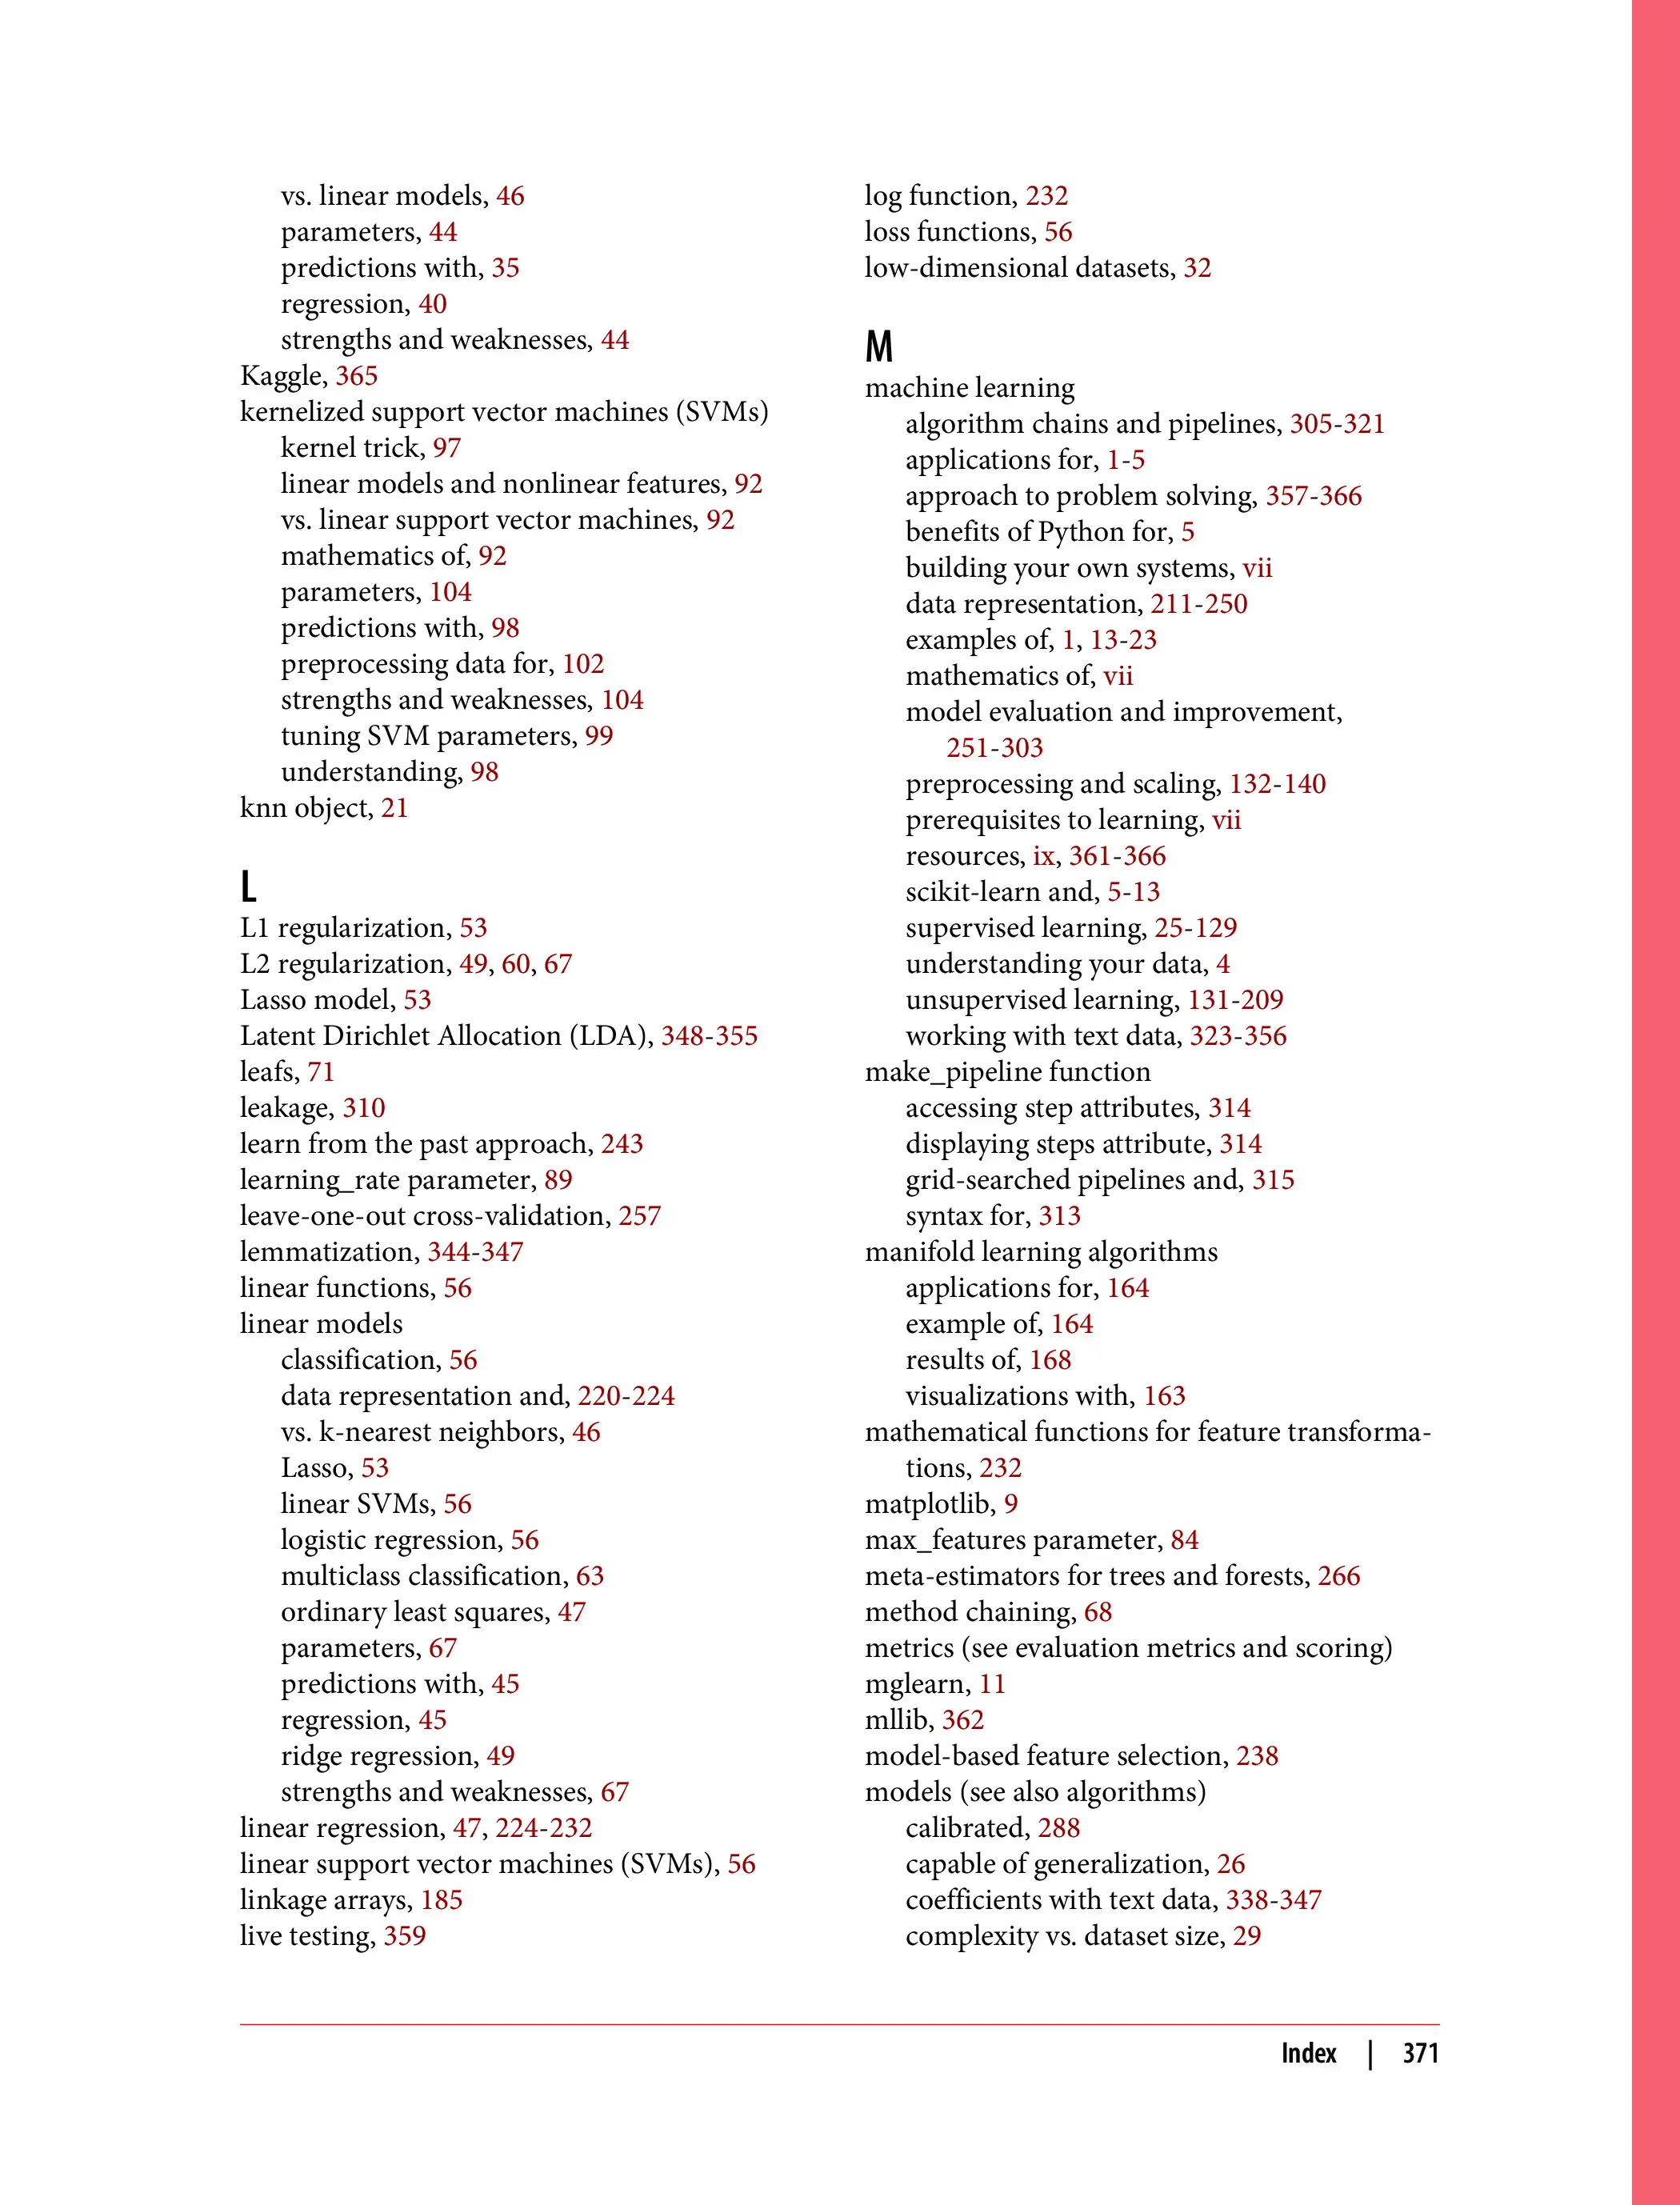 vs. linear models, 46
parameters, 44
predictions with, 35
regression, 40
strengths and weaknesses, 44
Kaggle, 365
kernelized support vector machines (SVMs)
kernel trick, 97
linear models and nonlinear features, 92
vs. linear support vector machines, 92
mathematics of, 92
parameters, 104
predictions with, 98
preprocessing data for, 102
strengths and weaknesses, 104
tuning SVM parameters, 99
understanding, 98
knn object, 21
L
L1 regularization, 53
L2 regularization, 49, 60, 67
Lasso model, 53
Latent Dirichlet Allocation (LDA), 348-355
leafs, 71
leakage, 310
learn from the past approach, 243
learning_rate parameter, 89
leave-one-out cross-validation, 257
lemmatization, 344-347
linear functions, 56
linear models
classification, 56
data representation and, 220-224
vs. k-nearest neighbors, 46
Lasso, 53
linear SVMs, 56
logistic regression, 56
multiclass classification, 63
ordinary least squares, 47
parameters, 67
predictions with, 45
regression, 45
ridge regression, 49
strengths and weaknesses, 67
linear regression, 47, 224-232
linear support vector machines (SVMs), 56
linkage arrays, 185
live testing, 359
log function, 232
loss functions, 56
low-dimensional datasets, 32
M
machine learning
algorithm chains and pipelines, 305-321
applications for, 1-5
approach to problem solving, 357-366
benefits of Python for, 5
building your own systems, vii
data representation, 211-250
examples of, 1, 13-23
mathematics of, vii
model evaluation and improvement,
251-303
preprocessing and scaling, 132-140
prerequisites to learning, vii
resources, ix, 361-366
scikit-learn and, 5-13
supervised learning, 25-129
understanding your data, 4
unsupervised learning, 131-209
working with text data, 323-356
make_pipeline function
accessing step attributes, 314
displaying steps attribute, 314
grid-searched pipelines and, 315
syntax for, 313
manifold learning algorithms
applications for, 164
example of, 164
results of, 168
visualizations with, 163
mathematical functions for feature transforma-
tions, 232
matplotlib, 9
max_features parameter, 84
meta-estimators for trees and forests, 266
method chaining, 68
metrics (see evaluation metrics and scoring)
mglearn, 11
mllib, 362
model-based feature selection, 238
models (see also algorithms)
calibrated, 288
capable of generalization, 26
coefficients with text data, 338-347
complexity vs. dataset size, 29
Index | 371